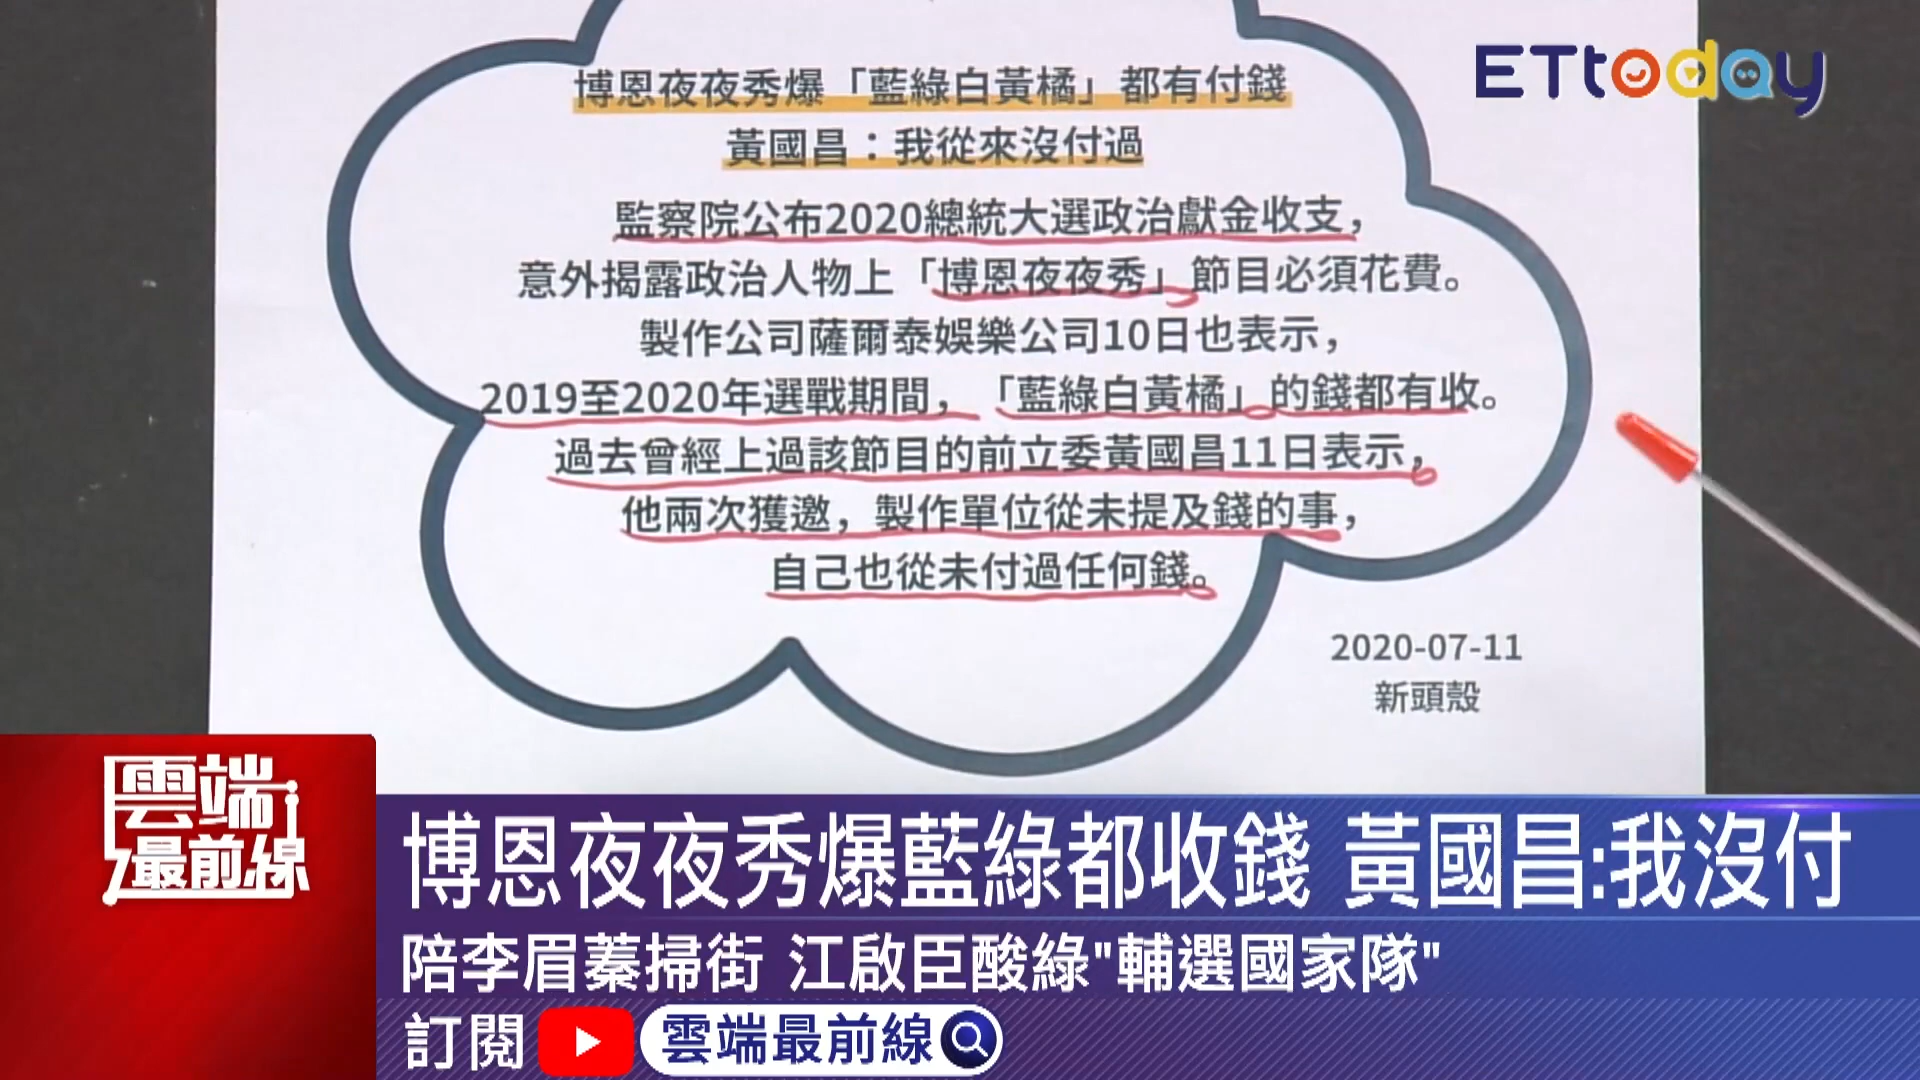 ETtoday
博恩夜夜秀爆「藍綠白黃橘」都有付錢
黃國昌：我從來沒付過
監察院公布2020總統大選政治獻金收支，
意外揭露政治人物上「博恩夜夜秀」節目必須花費。
製作公司薩爾泰娛樂公司10日也表示，
2019至2020年選戰期間，「藍綠白黃橘」的錢都有收。
過去曾經上過該節目的前立委黃國昌11日表示，
他兩次獲邀，製作單位從未提及錢的事，
自己也從未付過任何錢。
2020-07-11
新頭殼
雲端
最前線
博恩夜夜秀爆藍綠都收錢 黃國昌:我沒付
陪李眉蓁掃街 江啟臣酸綠"輔選國家隊"
訂閱 雲端最前線